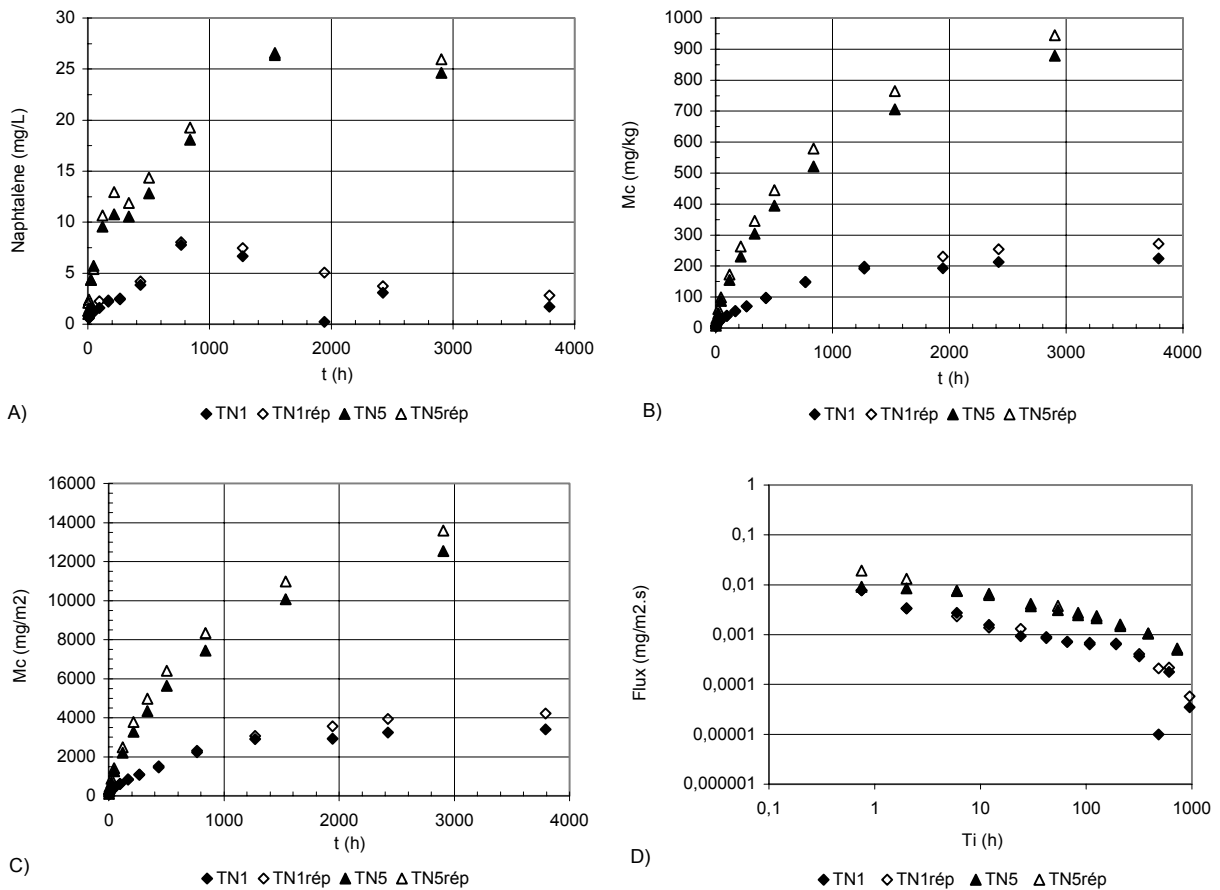 30
25
20
15
10
5
0
Naphtalène (mg/L)
0 1000 2000 3000 4000
t (h)
A)
◆TN1 ◇TN1rép ▲TN5 △TN5rép
1000
900
800
700
600
500
400
300
200
100
0
Mc (mg/kg)
0 1000 2000 3000 4000
t (h)
B)
◆TN1 ◇TN1rép ▲TN5 △TN5rép
16000
14000
12000
10000
8000
6000
4000
2000
0
Mc (mg/m2)
0 1000 2000 3000 4000
t (h)
C)
◆TN1 ◇TN1rép ▲TN5 △TN5rép
1
0,1
0,01
0,001
0,0001
0,00001
0,000001
Flux (mg/m2.s)
0,1 1 10 100 1000
Ti (h)
D)
◆TN1 ◇TN1rép ▲TN5 △TN5rép